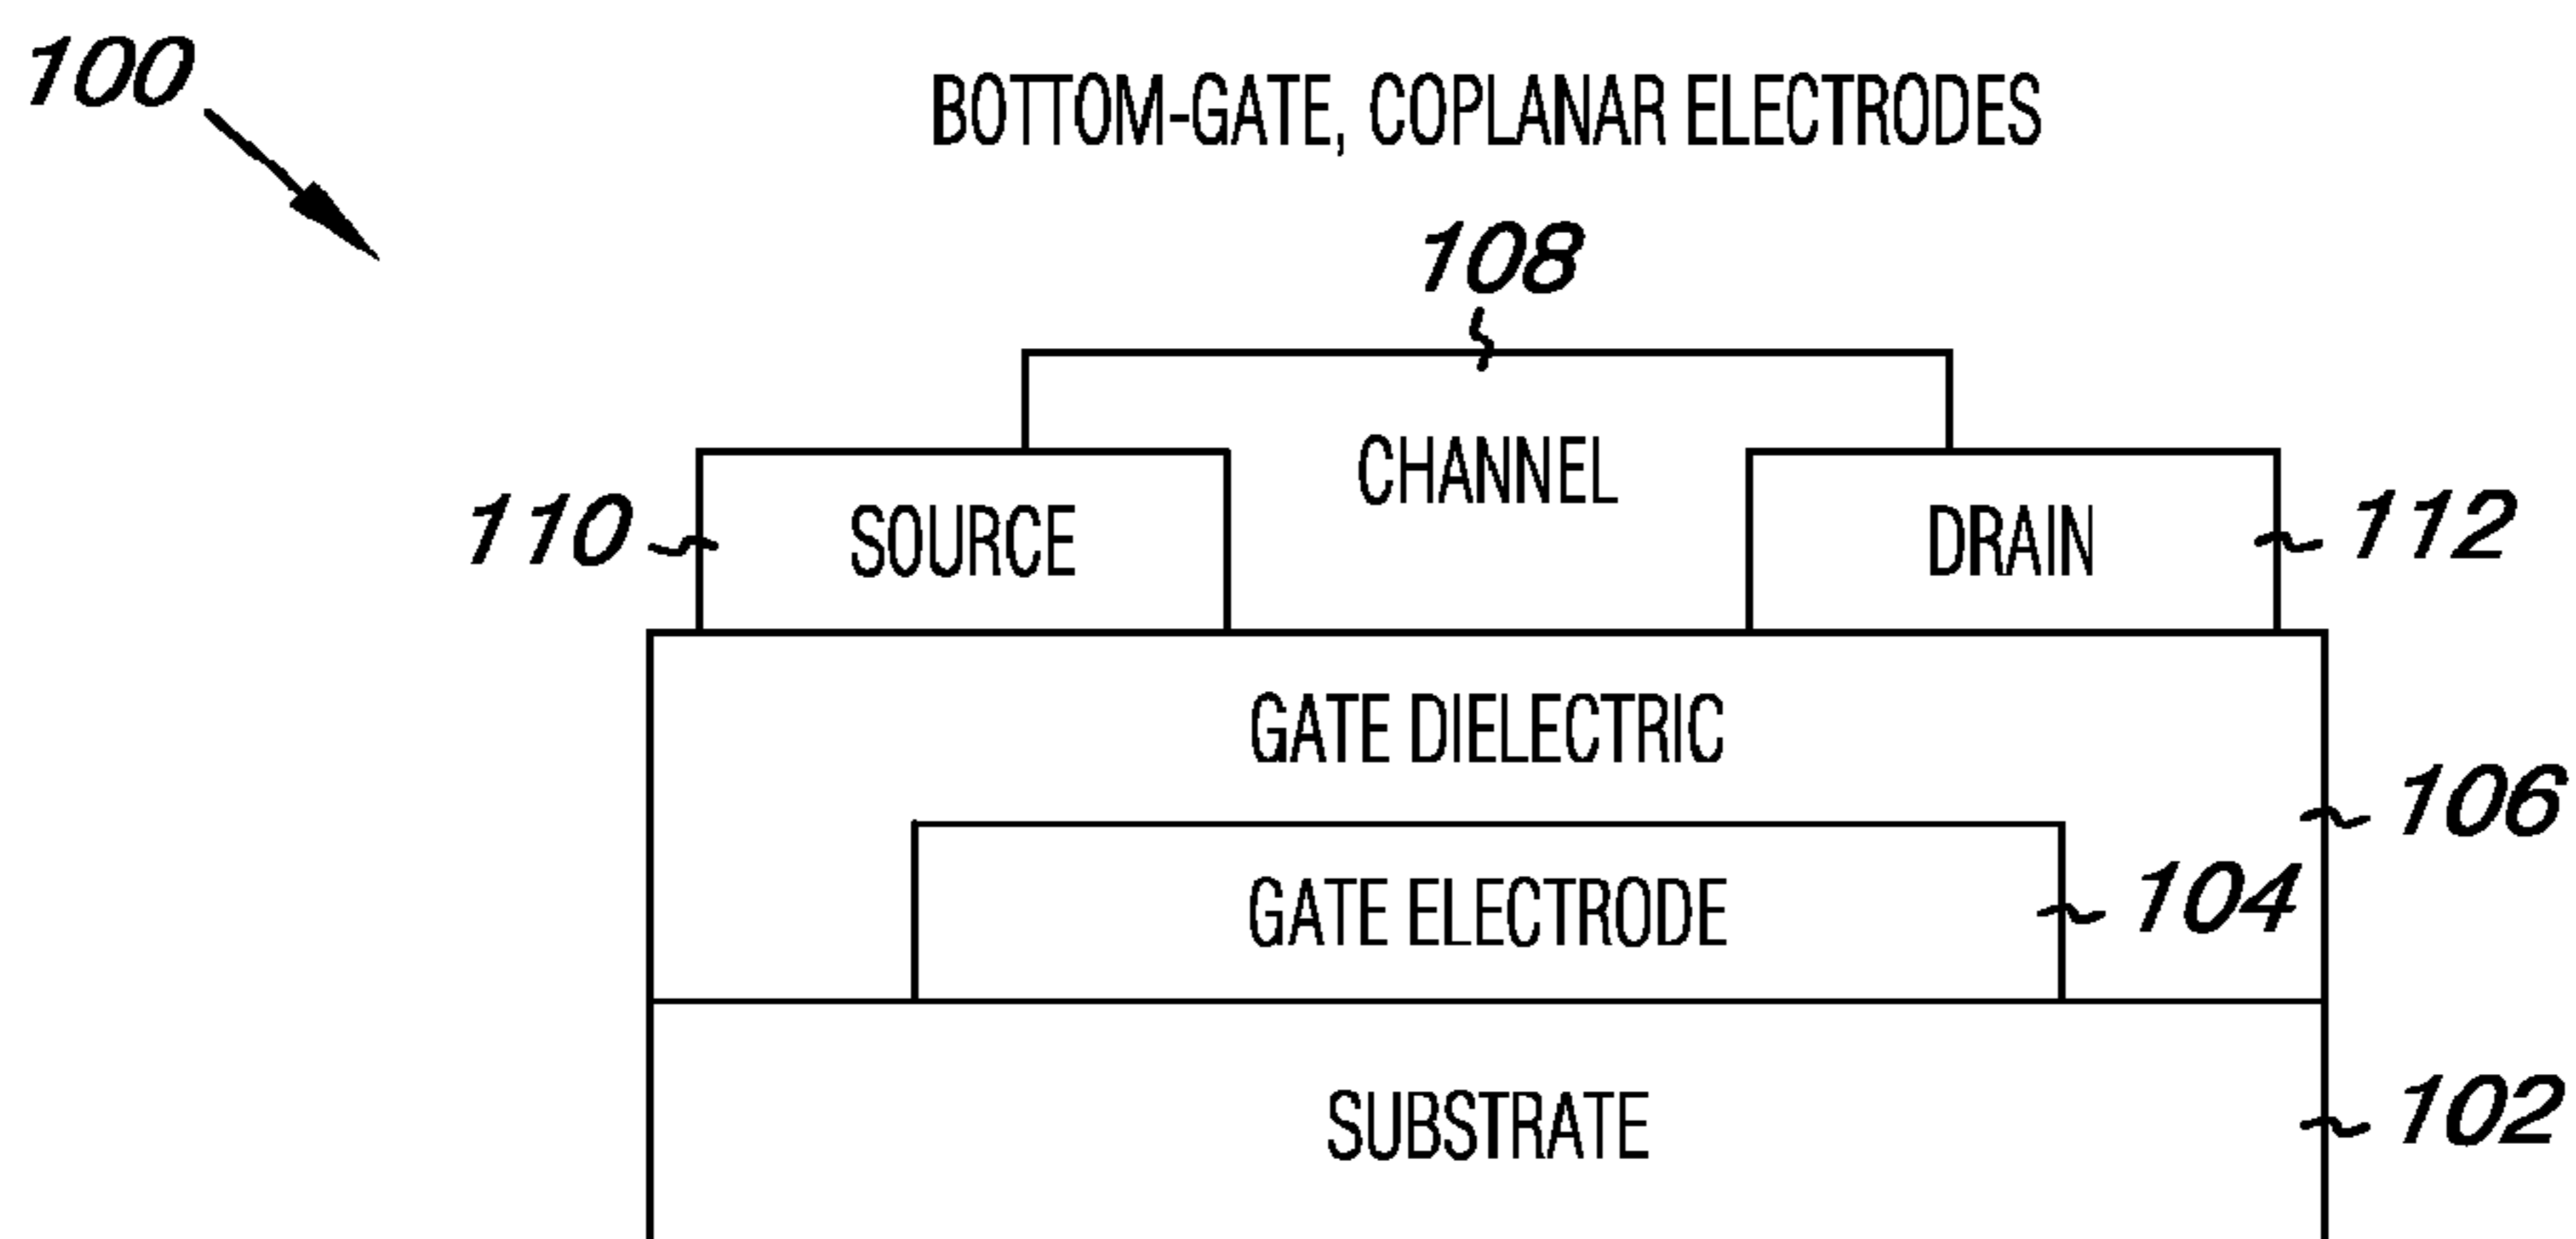 100
BOTTOM-GATE, COPLANAR ELECTRODES
108
CHANNEL
110 SOURCE DRAIN 112
GATE DIELECTRIC
106
GATE ELECTRODE 104
SUBSTRATE 102